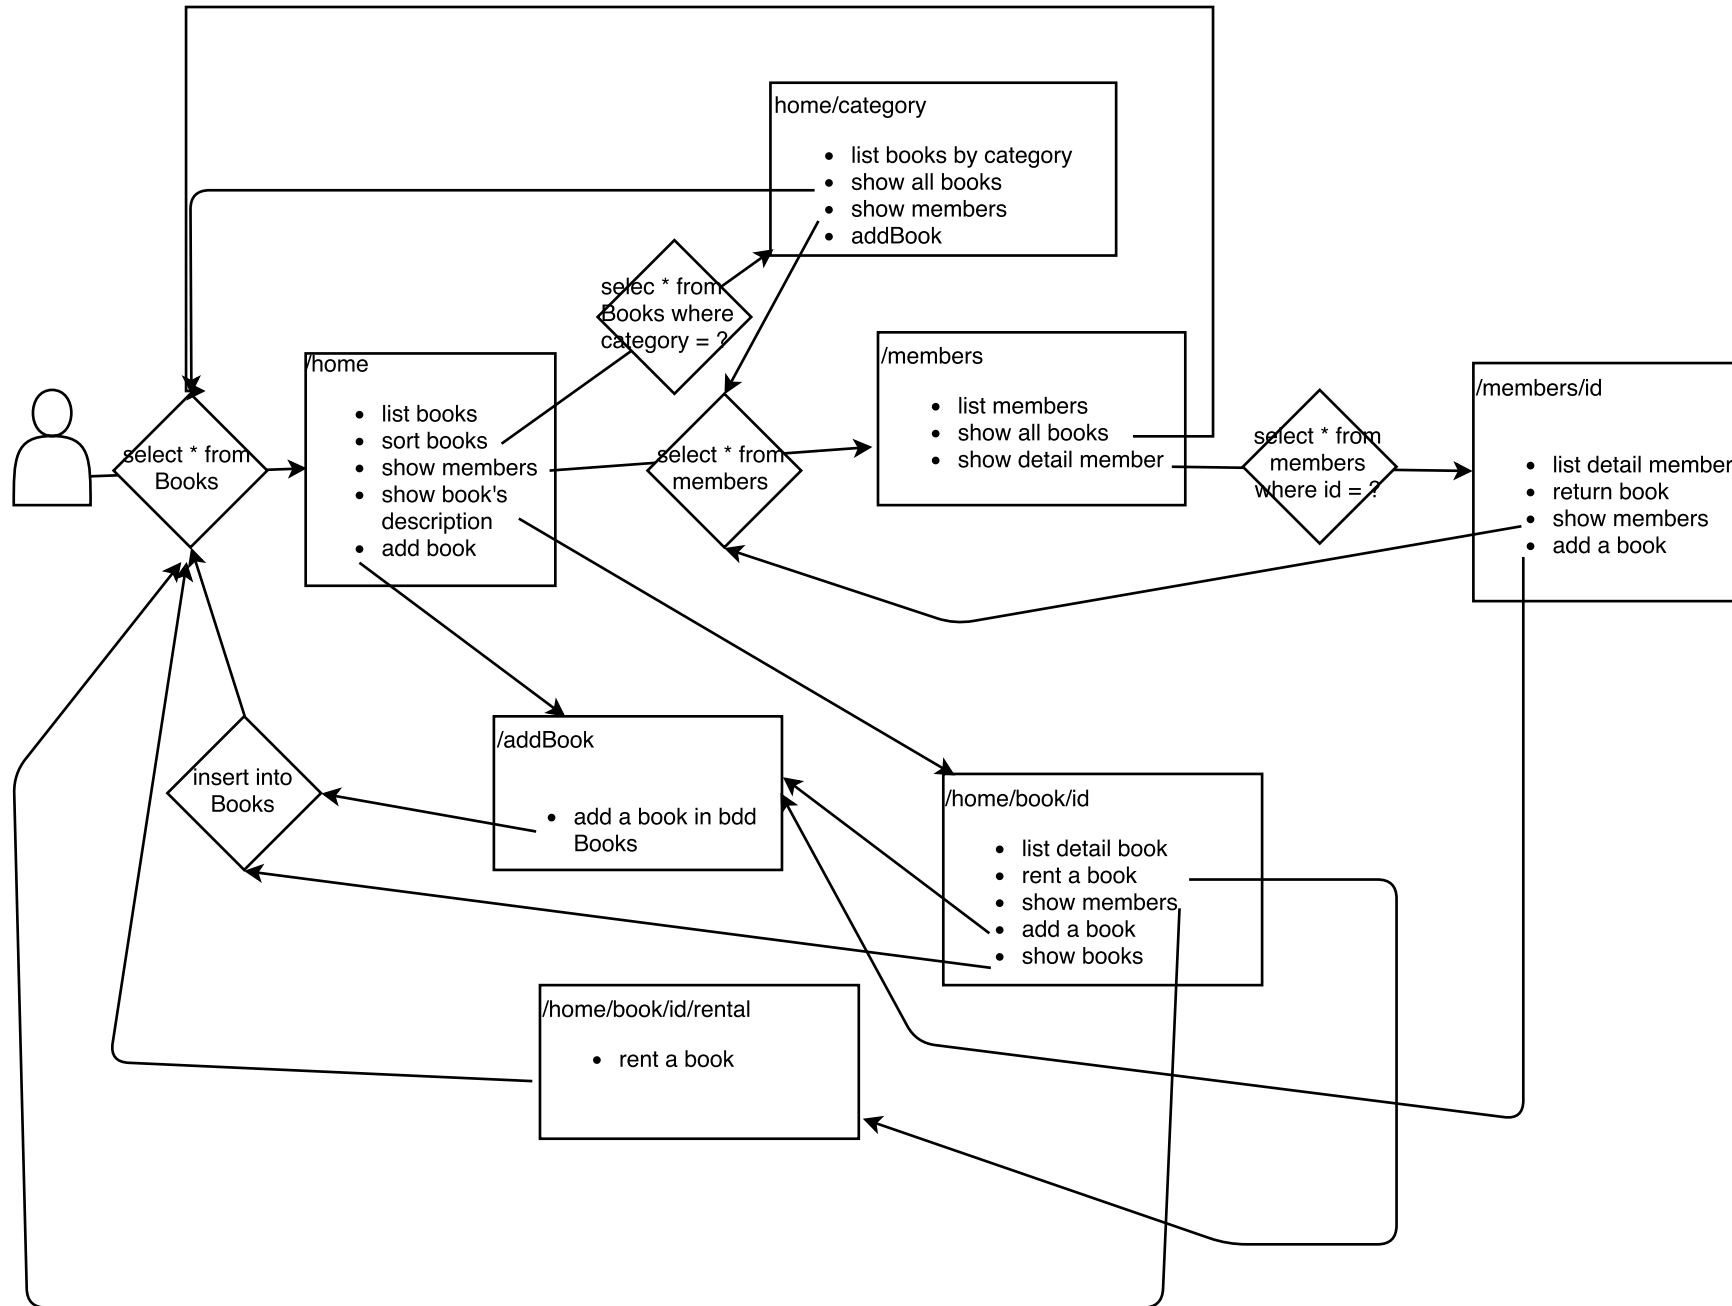 home/category
• list books by category
• show all books
• show members
• addBook
selec * from
Books where
category = ?
/home
• list books
• sort books
• show members
• show book's
description
• add book
select * from
Books
select * from
members
/members
• list members
• show all books
• show detail member
select * from
members
where id = ?
/members/id
• list detail member
• return book
• show members
• add a book
insert into
Books
/addBook
• add a book in bdd
Books
/home/book/id
• list detail book
• rent a book
• show members
• add a book
• show books
/home/book/id/rental
• rent a book